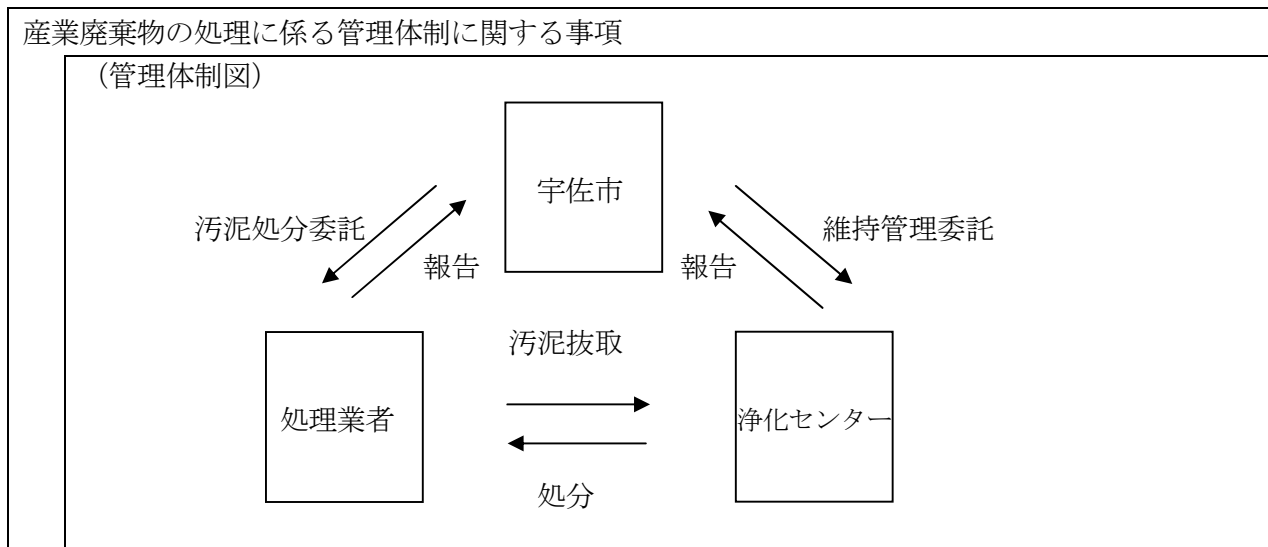 産業廃棄物の処理に係る管理体制に関する事項
（管理体制図）
宇佐市
汚泥処分委託
維持管理委託
報告
報告
汚泥抜取
処理業者
浄化センター
処分